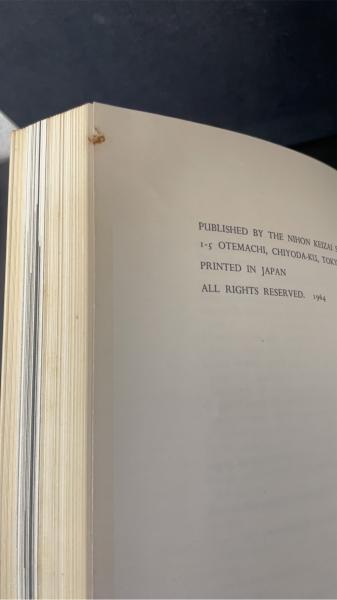 PUBLISHED BY THE NIHON KEIZAI
1-5 OTEMACHI, CHIYODA-KU, TOKY
PRINTED IN JAPAN
ALL RIGHTS RESERVED. 1964